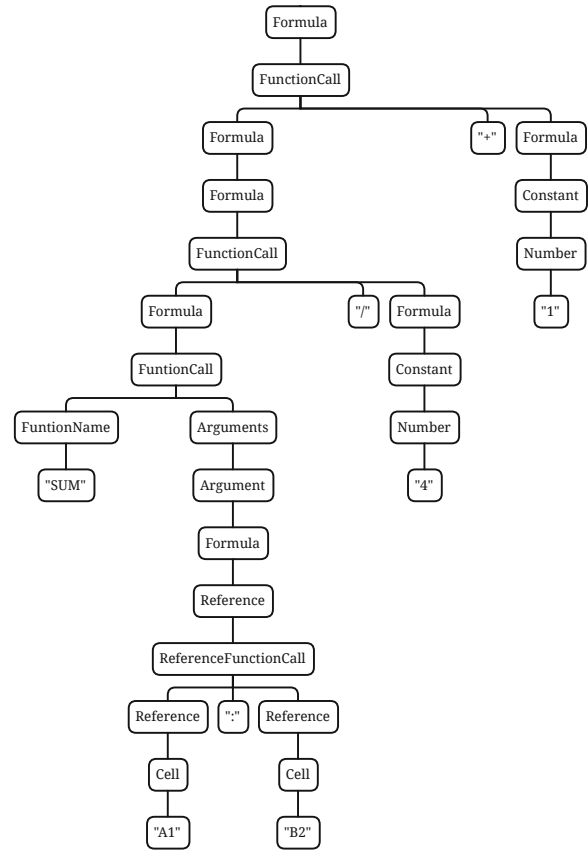 Formula
FunctionCall
Formula "+" Formula
Formula Constant
FunctionCall Number
Formula "/" Formula "1"
FuntionCall Constant
FuntionName Arguments Number
"SUM" Argument "4"
Formula
Reference
ReferenceFunctionCall
Reference ":" Reference
Cell Cell
"A1" "B2"